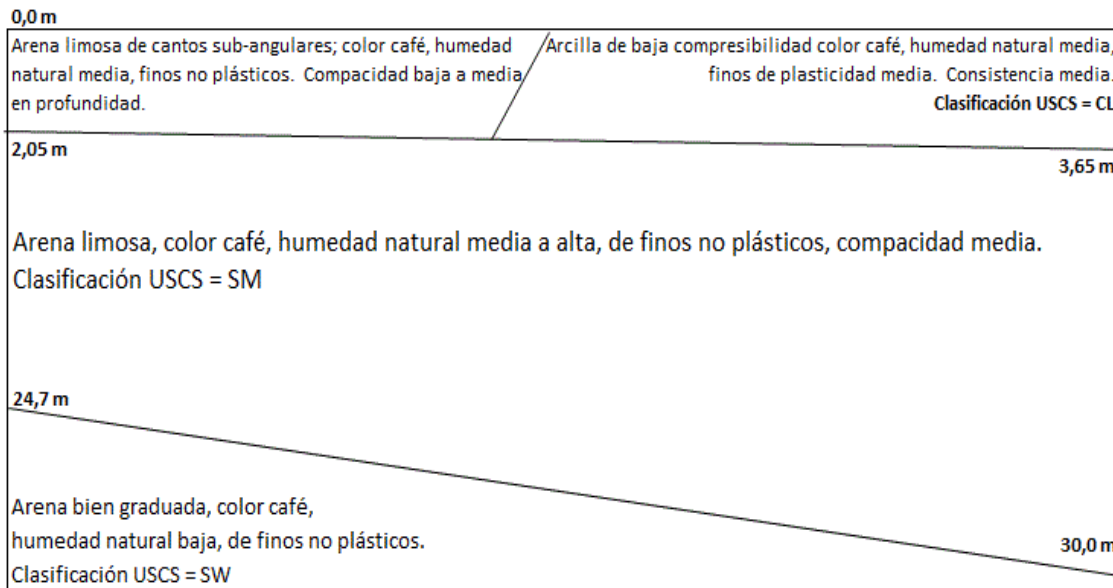 0,0 m
Arena limosa de cantos sub-angulares; color café, humedad
natural media, finos no plásticos. Compacidad baja a media
en profundidad.
Arcilla de baja compresibilidad color café, humedad natural media,
finos de plasticidad media. Consistencia media.
Clasificación USCS = CL
2,05 m
3,65 m
Arena limosa, color café, humedad natural media a alta, de finos no plásticos, compacidad media.
Clasificación USCS = SM
24,7 m
Arena bien graduada, color café,
humedad natural baja, de finos no plásticos.
Clasificación USCS = SW
30,0 m